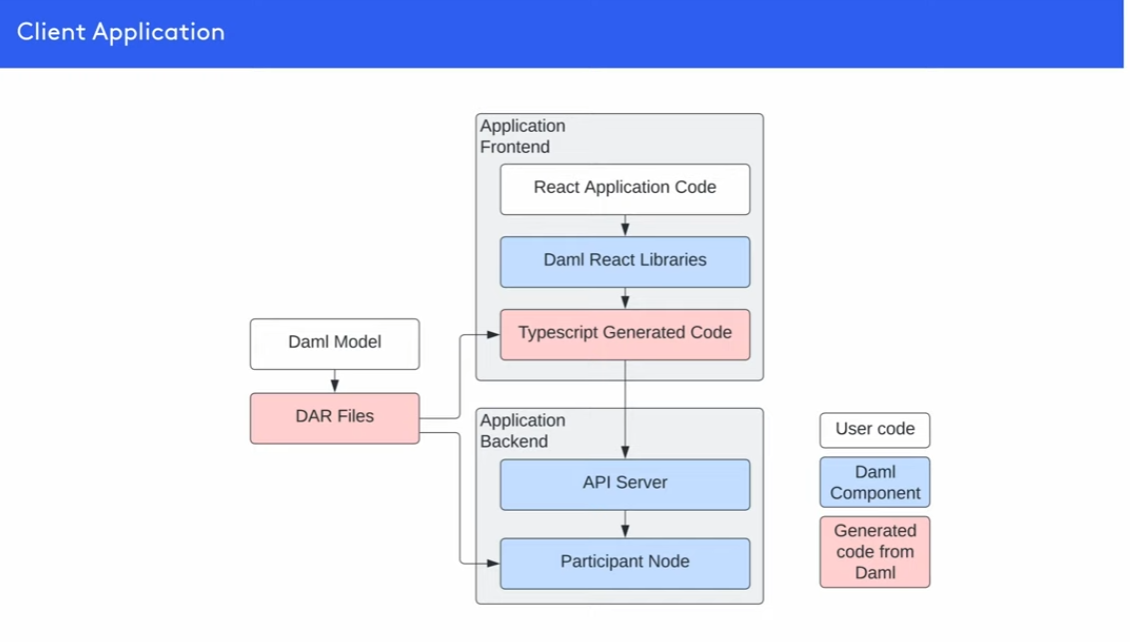 Client Application
Application
Frontend
React Application Code
Daml React Libraries
Typescript Generated Code
Daml Model
DAR Files
Application
Backend
API Server
Participant Node
User code
Daml
Component
Generated
code from
Daml